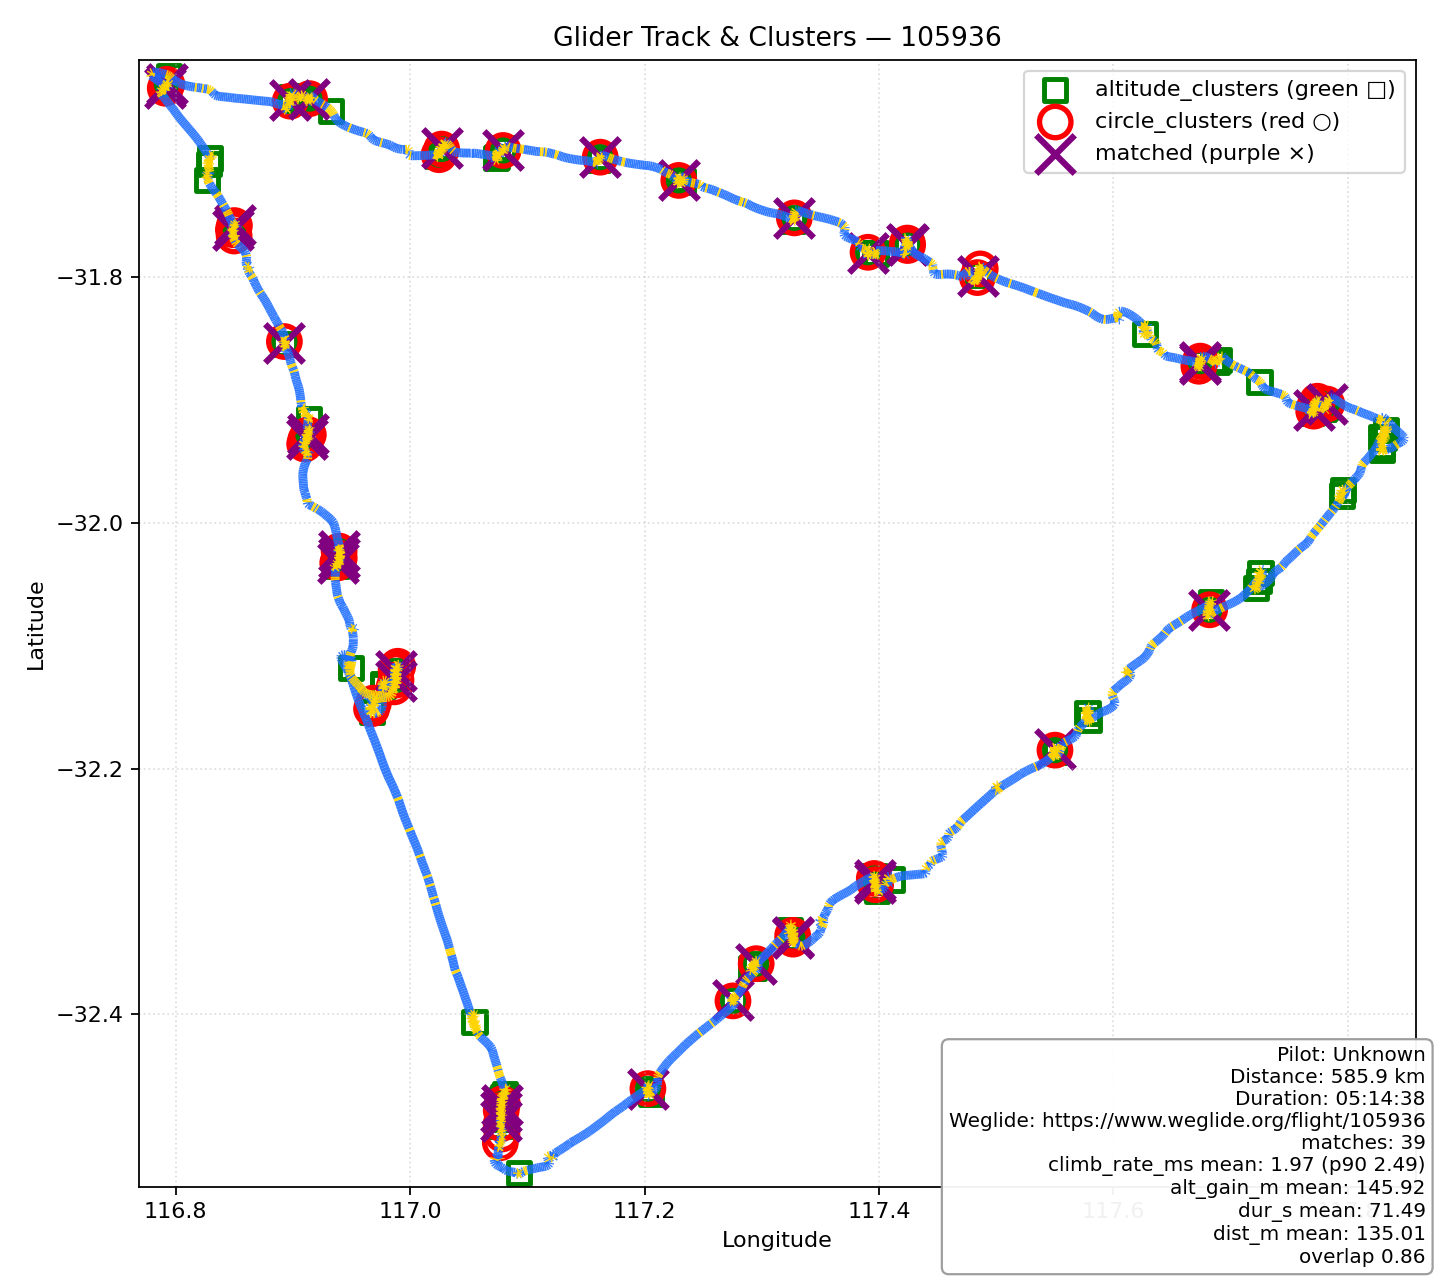 Glider Track & Clusters — 105936
altitude_clusters (green □)
circle_clusters (red ○)
matched (purple ×)
Latitude
−31.8
−32.0
−32.2
−32.4
116.8
117.0
117.2
117.4
117.6
Longitude
Pilot: Unknown
Distance: 585.9 km
Duration: 05:14:38
Weglide: https://www.weglide.org/flight/105936
matches: 39
climb_rate_ms mean: 1.97 (p90 2.49)
alt_gain_m mean: 145.92
dur_s mean: 71.49
dist_m mean: 135.01
overlap 0.86